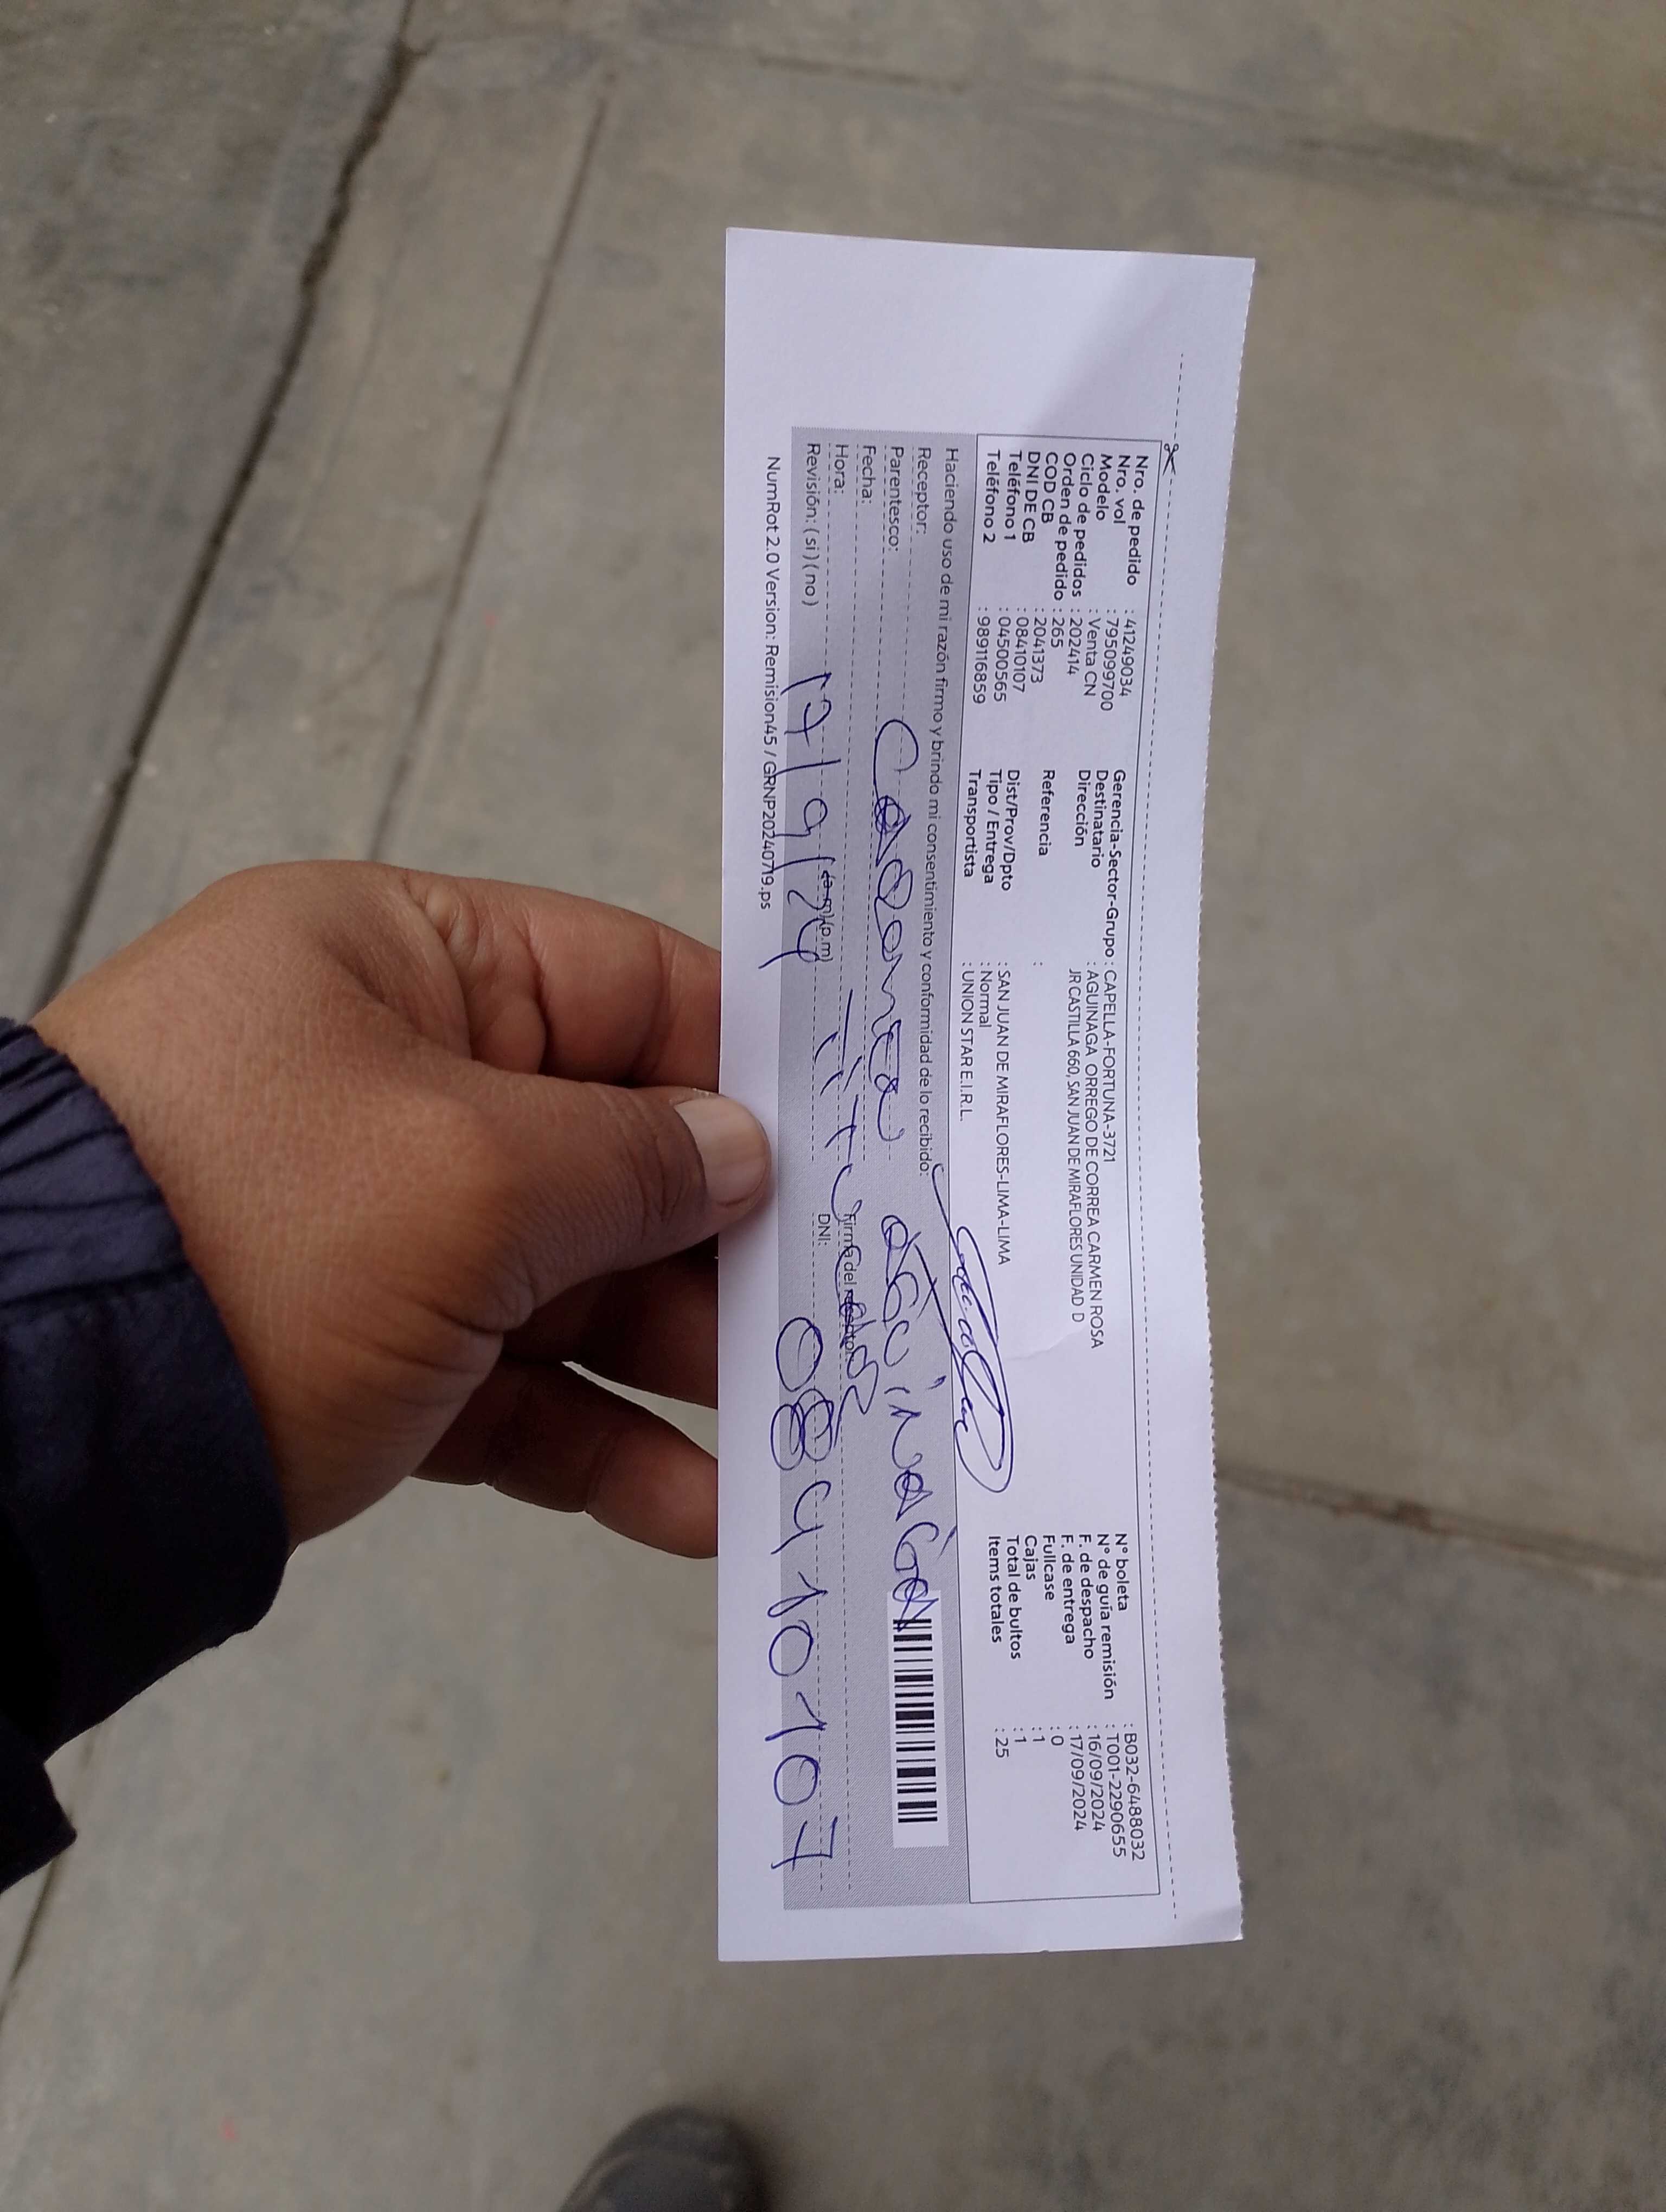 Nro. de pedido : 412249034
Nro. vol : 795099700
Modelo : Venta CN
Ciclo de pedidos : 202414
Orden de pedido : 265
COD CB : 2041373
DNI DE CB : 08410107
Teléfono 1 : 04500565
Teléfono 2 : 989116859
Gerencia-Sector-Grupo : CAPELLA-FORTUNA-3721
Destinatario : AGUINAGA ORREGO DE CORREA CARMEN ROSA
Dirección JR CASTILLA 660, SAN JUAN DE MIRAFLORES UNIDAD D
Referencia :
Dist/Prov/Dpto : SAN JUAN DE MIRAFLORES-LIMA-LIMA
Tipo / Entrega : Normal
Transportista : UNION STAR E.I.R.L.
N° boleta : B032-6488032
N° de guía remisión : T001-2290655
F. de despacho : 16/09/2024
F. de entrega : 17/09/2024
Fullcase : 0
Cajas : 1
Total de bultos : 1
Items totales : 25
Haciendo uso de mi razón firmo y brindo mi consentimiento y conformidad de lo recibido:
Receptor:
Parentesco:
Fecha:
Hora: (a.m)(p.m)
Revisión: (si) (no)
Firma del receptor
DNI: 08410107
17/9/24
NumRot 2.0 Version: Remision45 / GRNP20240719.ps